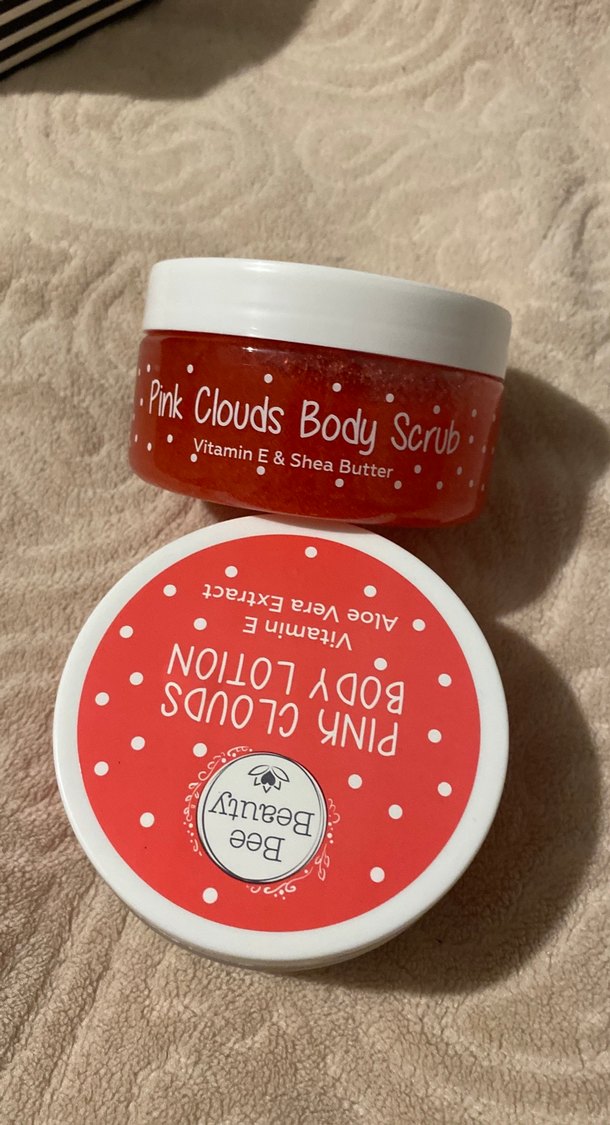 Pink Clouds Body Scrub
Vitamin E & Shea Butter
Bee
Beauty
PINK CLOUDS
BODY LOTION
Vitamin E
Aloe Vera Extract